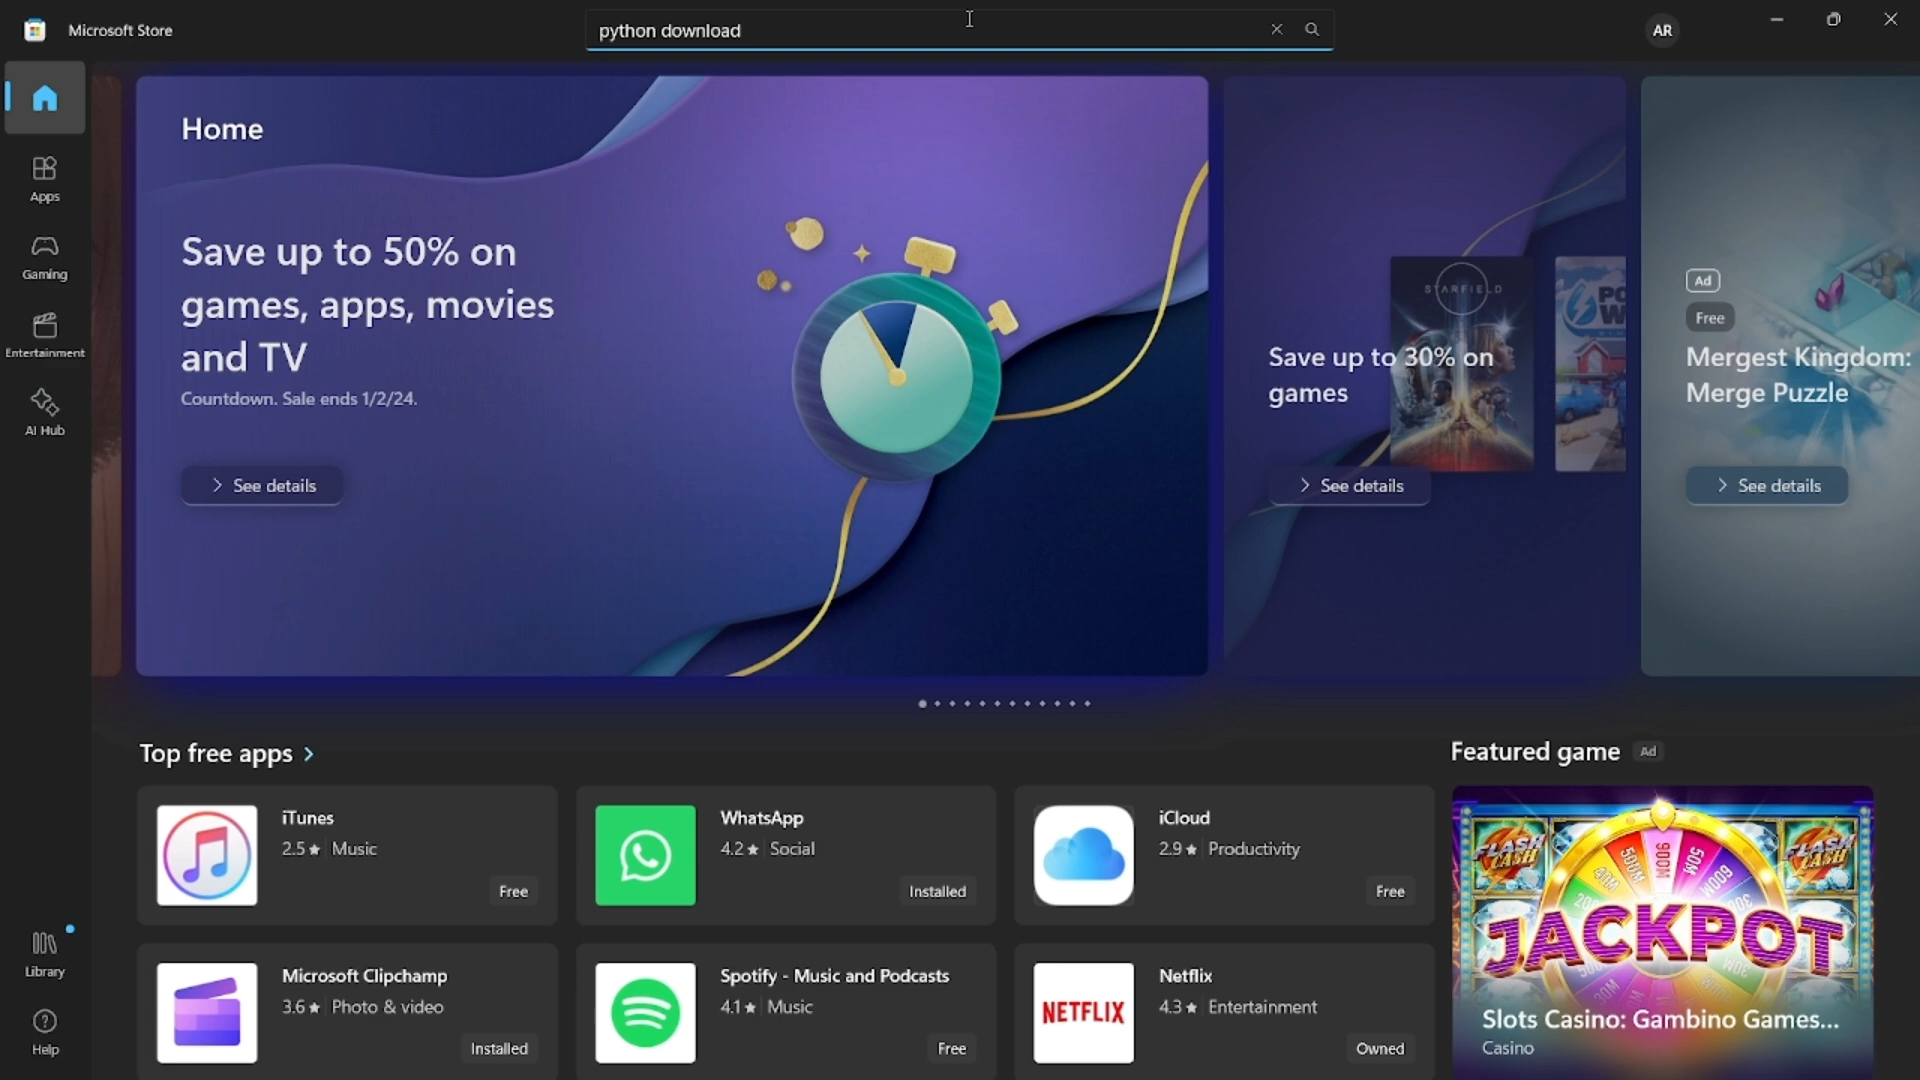 Microsoft Store
python download
AR
Home
Apps
Gaming
Entertainment
AI Hub
Library
Help
Save up to 50% on
games, apps, movies
and TV
Countdown. Sale ends 1/2/24.
See details
STARFIELD
Save up to 30% on
games
See details
Ad
Free
Mergest Kingdom:
Merge Puzzle
See details
Top free apps
iTunes
2.5★ Music
Free
WhatsApp
4.2★ Social
Installed
iCloud
2.9★ Productivity
Free
Microsoft Clipchamp
3.6★ Photo & video
Installed
Spotify - Music and Podcasts
4.1★ Music
Free
NETFLIX
Netflix
4.3★ Entertainment
Owned
Featured game Ad
FLASH
CASH
FLASH
CASH
JACKPOT
Slots Casino: Gambino Games...
Casino